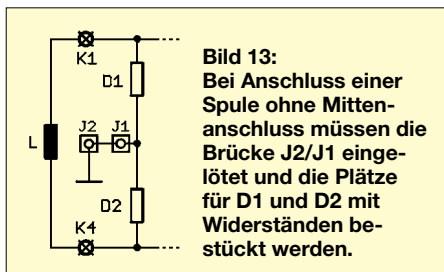 K1
D1
J2 J1
L
D2
K4
Bild 13:
Bei Anschluss einer
Spule ohne Mitten-
anschluss müssen die
Brücke J2/J1 einge-
lötet und die Plätze
für D1 und D2 mit
Widerständen be-
stückt werden.